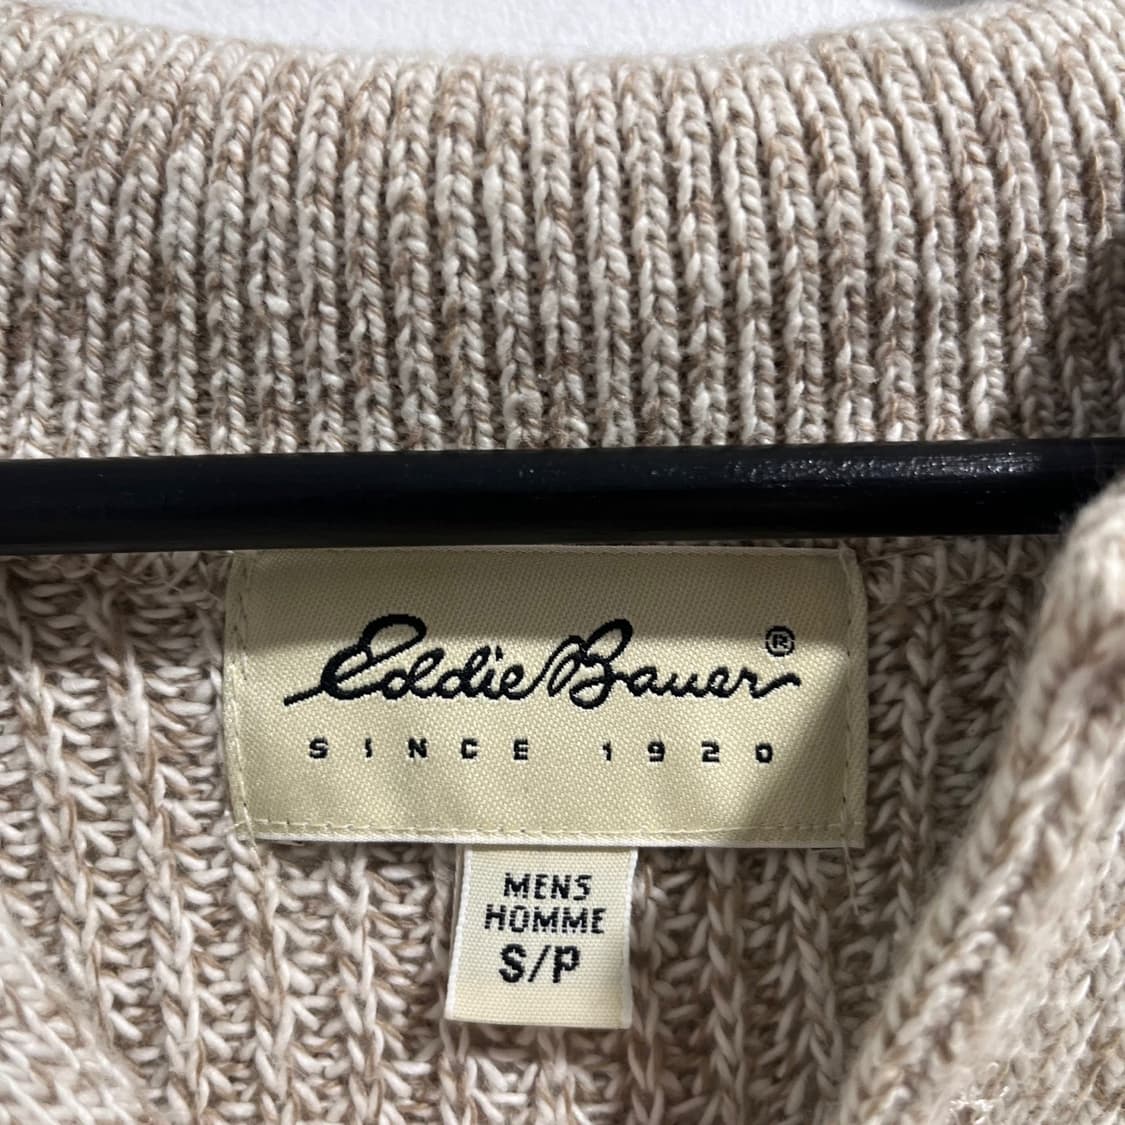 Eddie Bauer®
SINCE 1920
MENS
HOMME
S/P